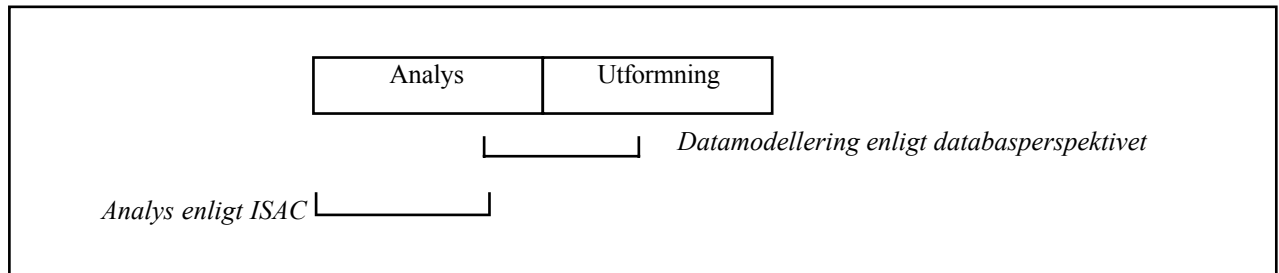 Analys
Utformning
Datamodellering enligt databasperspektivet
Analys enligt ISAC